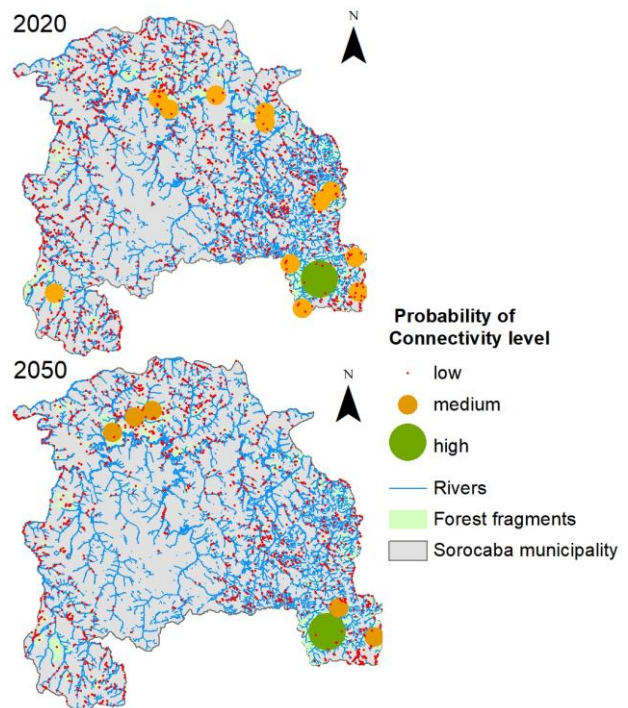 2020
N
Probability of
Connectivity level
low
medium
high
Rivers
Forest fragments
Sorocaba municipality
2050
N